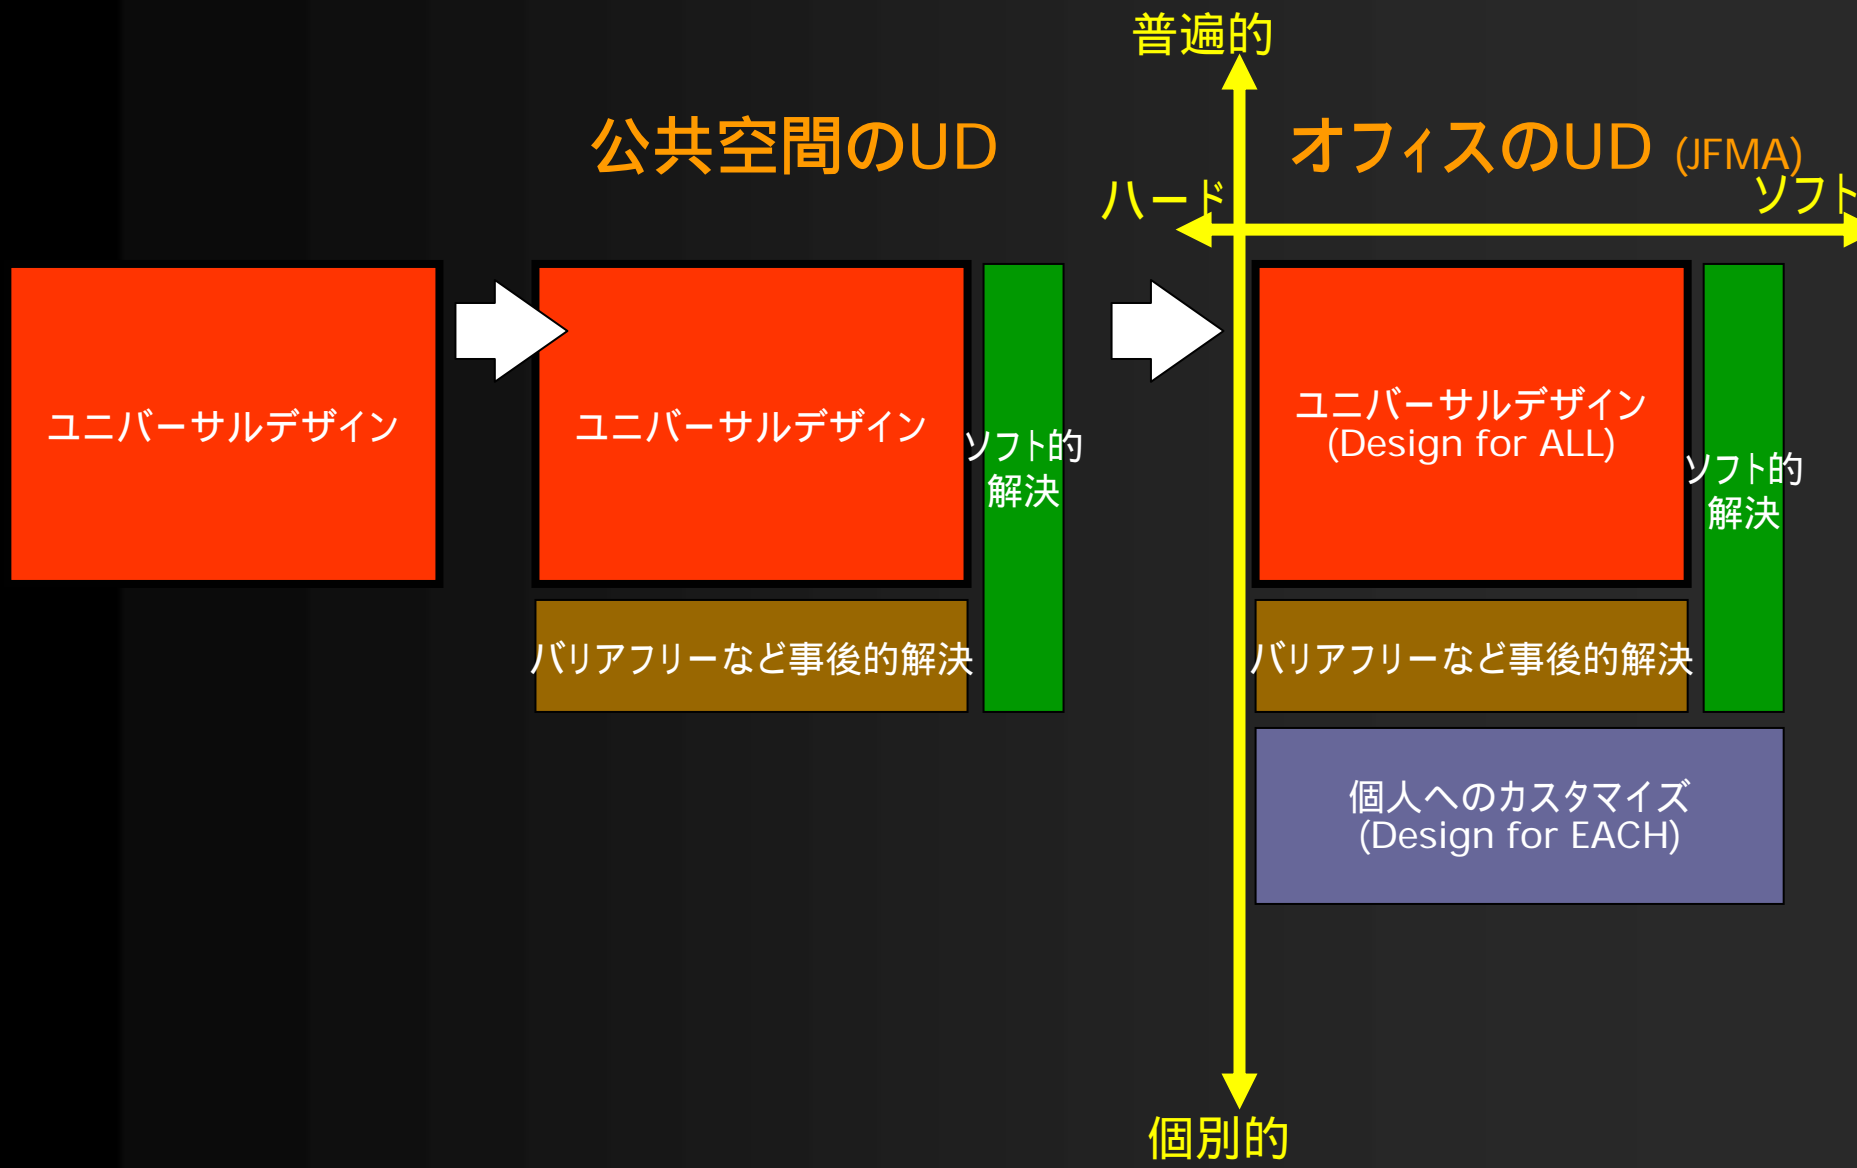 普遍的
公共空間のUD
オフィスのUD (JFMA)
ハード
ソフト
ユニバーサルデザイン
ユニバーサルデザイン
ソフト的
解決
バリアフリーなど事後的解決
ユニバーサルデザイン
(Design for ALL)
ソフト的
解決
バリアフリーなど事後的解決
個人へのカスタマイズ
(Design for EACH)
個別的